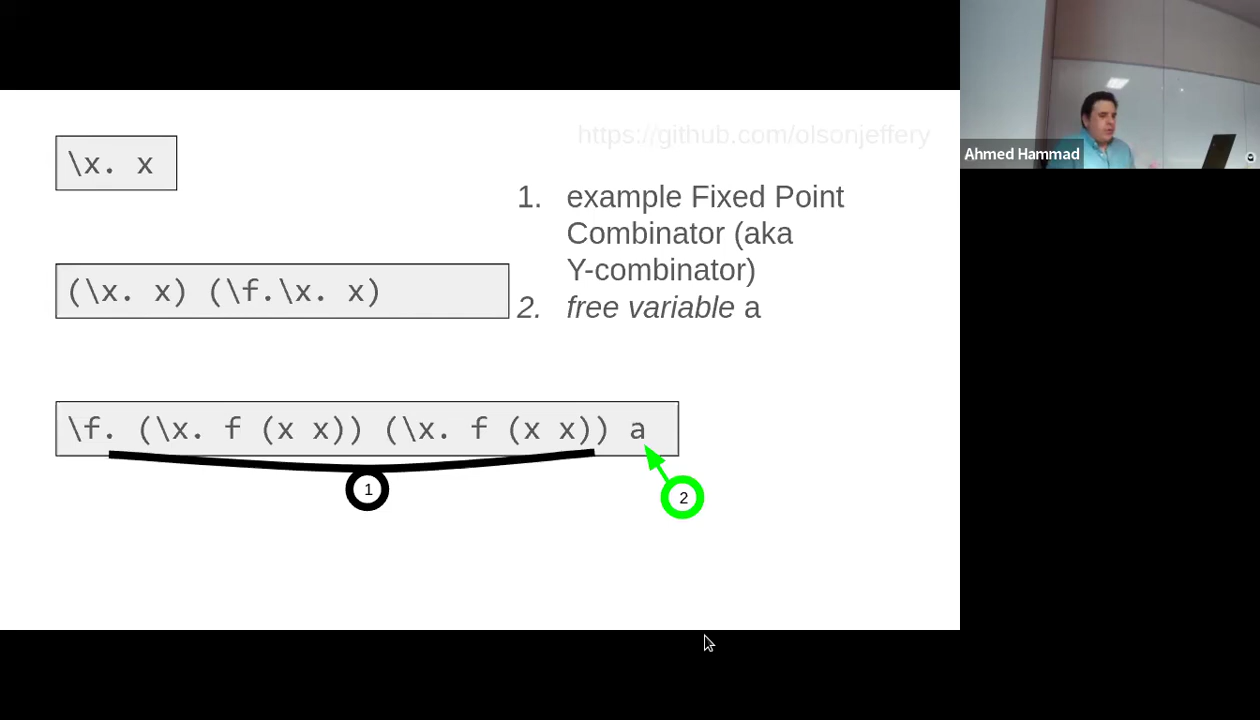 https://github.com/olsonjeffery
\x. x
1. example Fixed Point
Combinator (aka
Y-combinator)
2. free variable a
(\x. x) (\f.\x. x)
\f. (\x. f (x x)) (\x. f (x x)) a
1
2
Ahmed Hammad